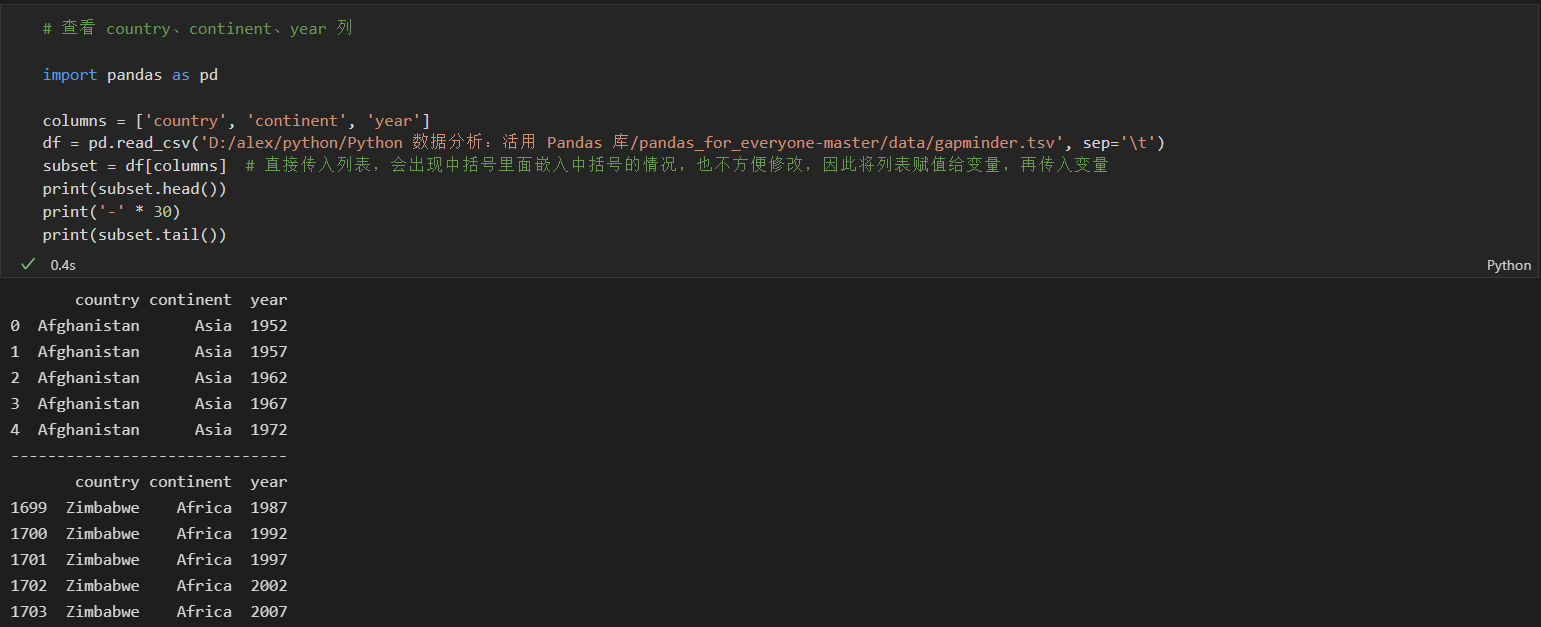 # 查看 country、continent、year 列
import pandas as pd
columns = ['country', 'continent', 'year']
df = pd.read_csv('D:/alex/python/Python 数据分析：活用 Pandas 库/pandas_for_everyone-master/data/gapminder.tsv', sep='\t')
subset = df[columns]  # 直接传入列表，会出现中括号里面嵌入中括号的情况，也不方便修改，因此将列表赋值给变量，再传入变量
print(subset.head())
print('-' * 30)
print(subset.tail())
✓ 0.4s
Python
       country continent  year
0  Afghanistan      Asia  1952
1  Afghanistan      Asia  1957
2  Afghanistan      Asia  1962
3  Afghanistan      Asia  1967
4  Afghanistan      Asia  1972
------------------------------
       country continent  year
1699  Zimbabwe    Africa  1987
1700  Zimbabwe    Africa  1992
1701  Zimbabwe    Africa  1997
1702  Zimbabwe    Africa  2002
1703  Zimbabwe    Africa  2007